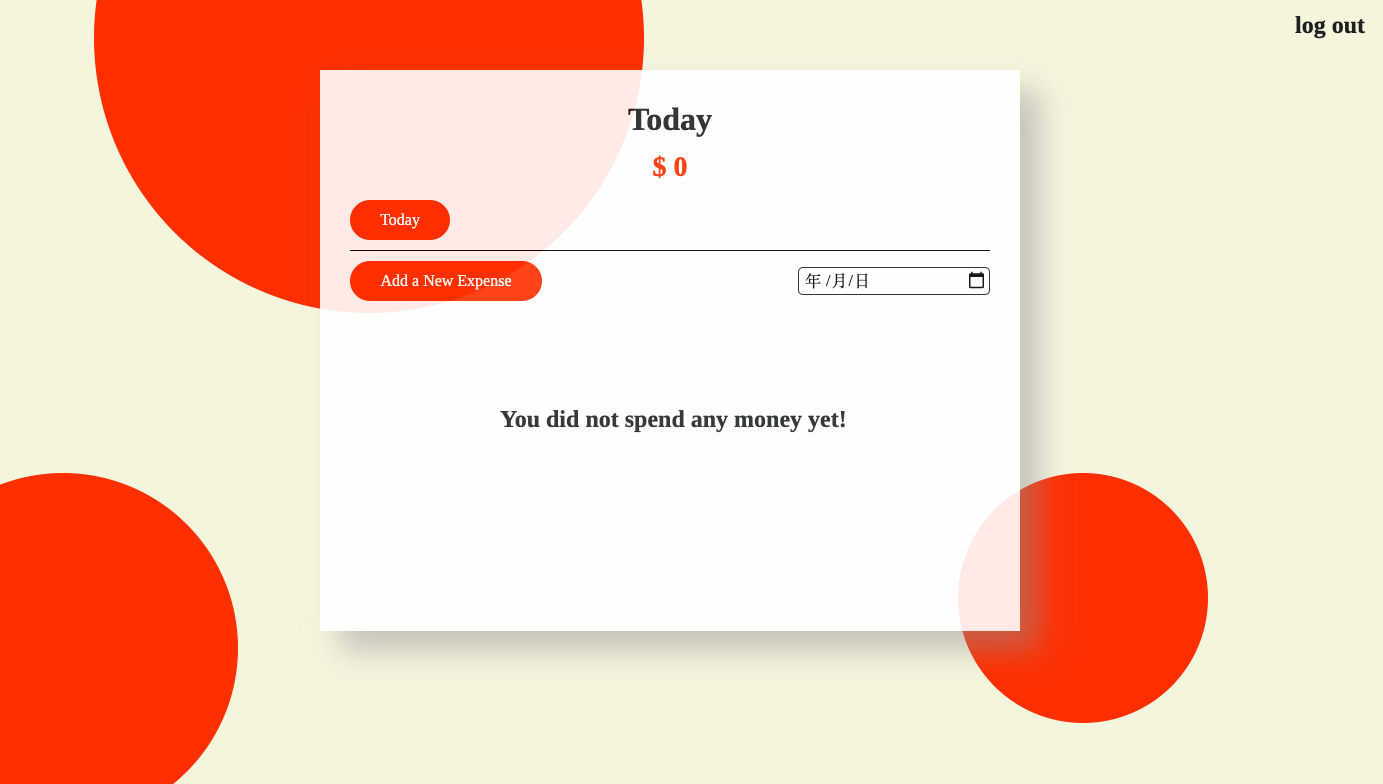 log out
Today
$ 0
Today
Add a New Expense
年 /月/日
You did not spend any money yet!